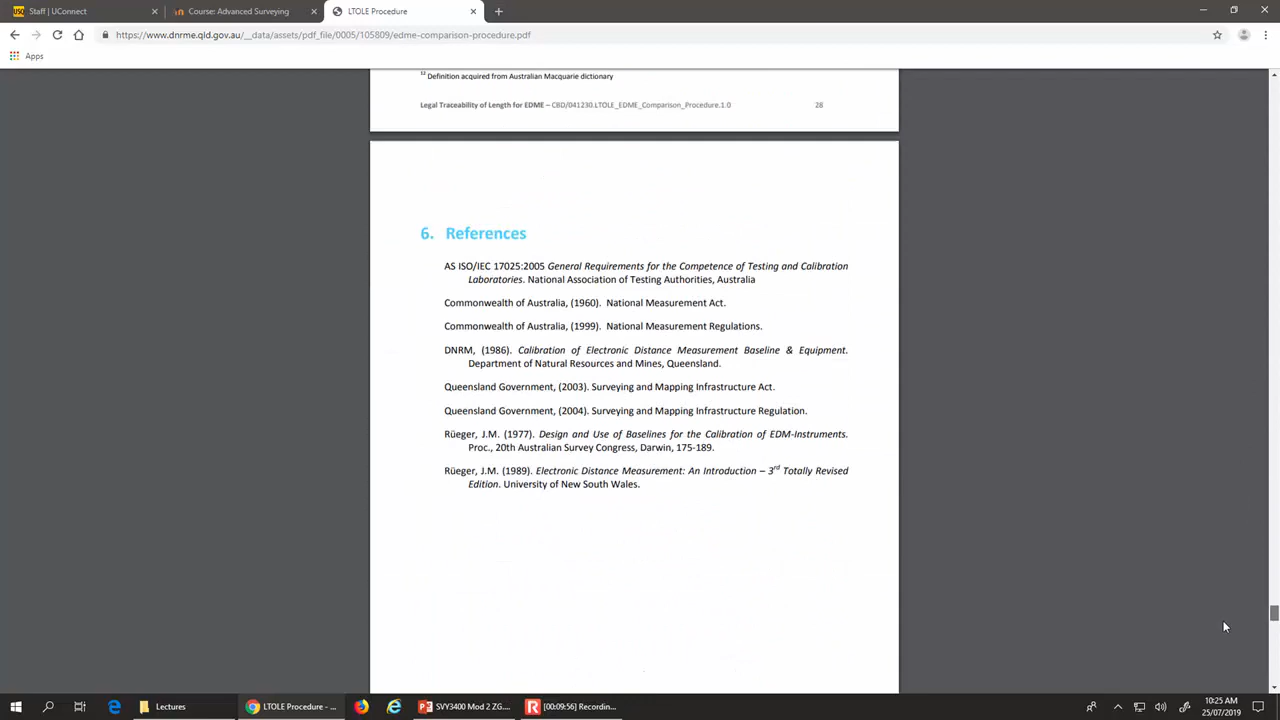 Staff | UConnect
Course: Advanced Surveying
LTOLE Procedure
https://www.dnrme.qld.gov.au/__data/assets/pdf_file/0005/105809/edme-comparison-procedure.pdf
Apps
12 Definition acquired from Australian Macquarie dictionary
Legal Traceability of Length for EDME – CBD/041230.LTOLE_EDME_Comparison_Procedure.1.0 28
6. References
AS ISO/IEC 17025:2005 General Requirements for the Competence of Testing and Calibration
Laboratories. National Association of Testing Authorities, Australia
Commonwealth of Australia, (1960). National Measurement Act.
Commonwealth of Australia, (1999). National Measurement Regulations.
DNRM, (1986). Calibration of Electronic Distance Measurement Baseline & Equipment.
Department of Natural Resources and Mines, Queensland.
Queensland Government, (2003). Surveying and Mapping Infrastructure Act.
Queensland Government, (2004). Surveying and Mapping Infrastructure Regulation.
Rüeger, J.M. (1977). Design and Use of Baselines for the Calibration of EDM-Instruments.
Proc., 20th Australian Survey Congress, Darwin, 175-189.
Rüeger, J.M. (1989). Electronic Distance Measurement: An Introduction – 3rd Totally Revised
Edition. University of New South Wales.
Lectures
LTOLE Procedure - ...
SVY3400 Mod 2 ZG....
[00:09:56] Recordin...
10:25 AM
25/07/2019